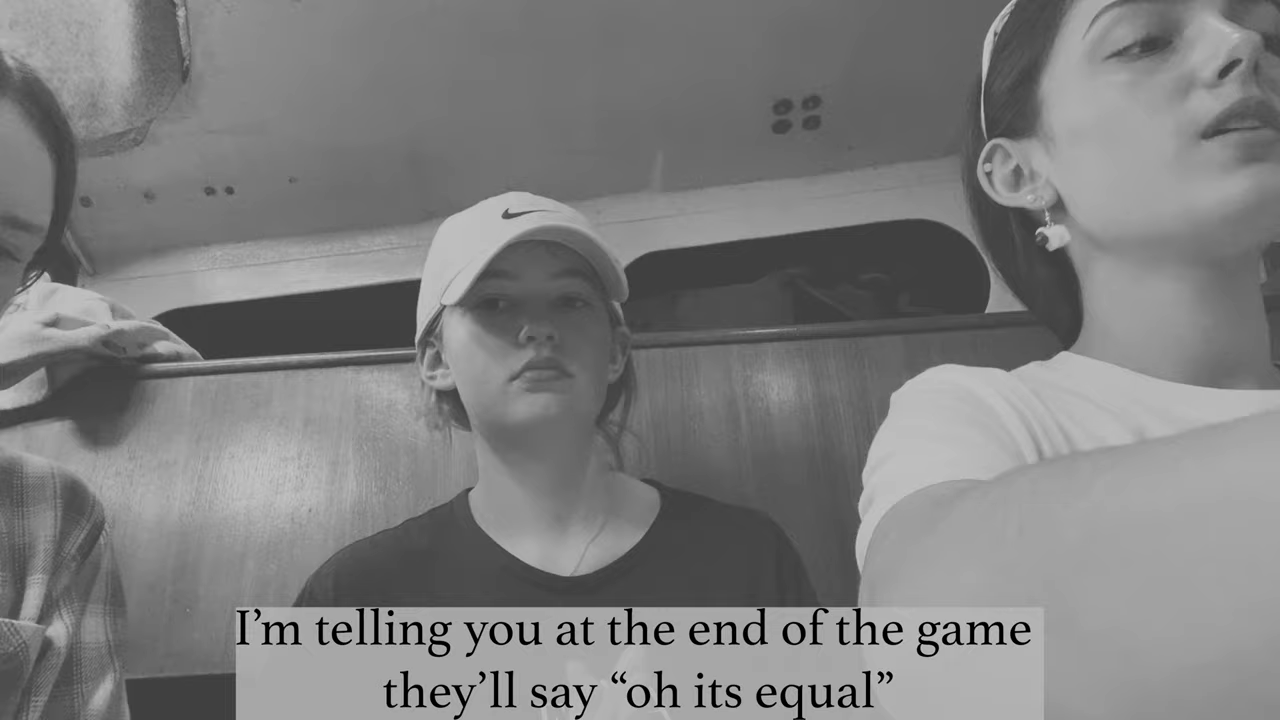 I’m telling you at the end of the game
they’ll say “oh its equal”